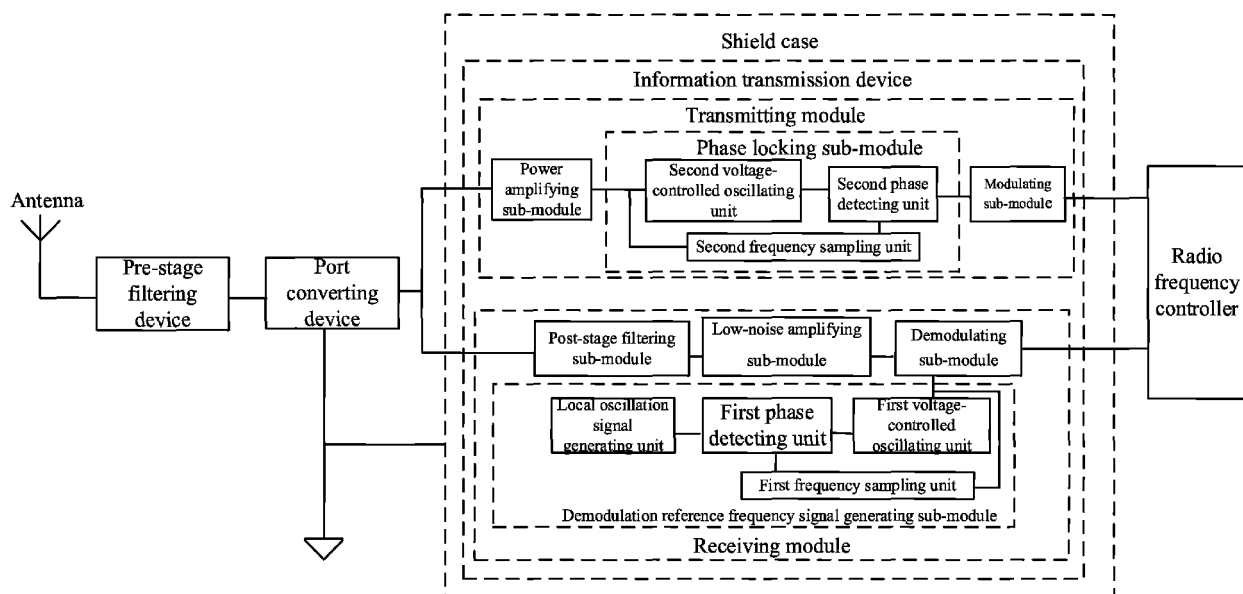 Shield case
Information transmission device
Transmitting module
Phase locking sub-module
Power
amplifying
sub-module
Second voltage-
controlled oscillating
unit
Second phase
detecting unit
Modulating
sub-module
Second frequency sampling unit
Antenna
Pre-stage
filtering
device
Port
converting
device
Radio
frequency
controller
Post-stage filtering
sub-module
Low-noise amplifying
sub-module
Demodulating
sub-module
Local oscillation
signal
generating unit
First phase
detecting unit
First voltage-
controlled
oscillating unit
First frequency sampling unit
Demodulation reference frequency signal generating sub-module
Receiving module